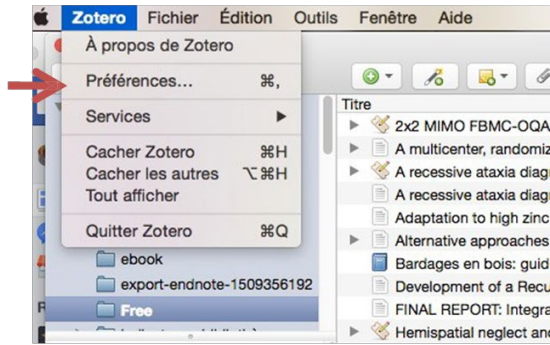 Zotero Fichier Édition Outils Fenêtre Aide
À propos de Zotero
Préférences... ⌘,
Services ▶
Cacher Zotero ⌘H
Cacher les autres ⌥⌘H
Tout afficher
Quitter Zotero ⌘Q
ebook
export-endnote-1509356192
Free
Titre
2x2 MIMO FBMC-OQA
A multicenter, randomiz
A recessive ataxia diag
A recessive ataxia diag
Adaptation to high zinc
Alternative approaches
Bardages en bois: guid
Development of a Recu
FINAL REPORT: Integra
Hemispatial neglect and